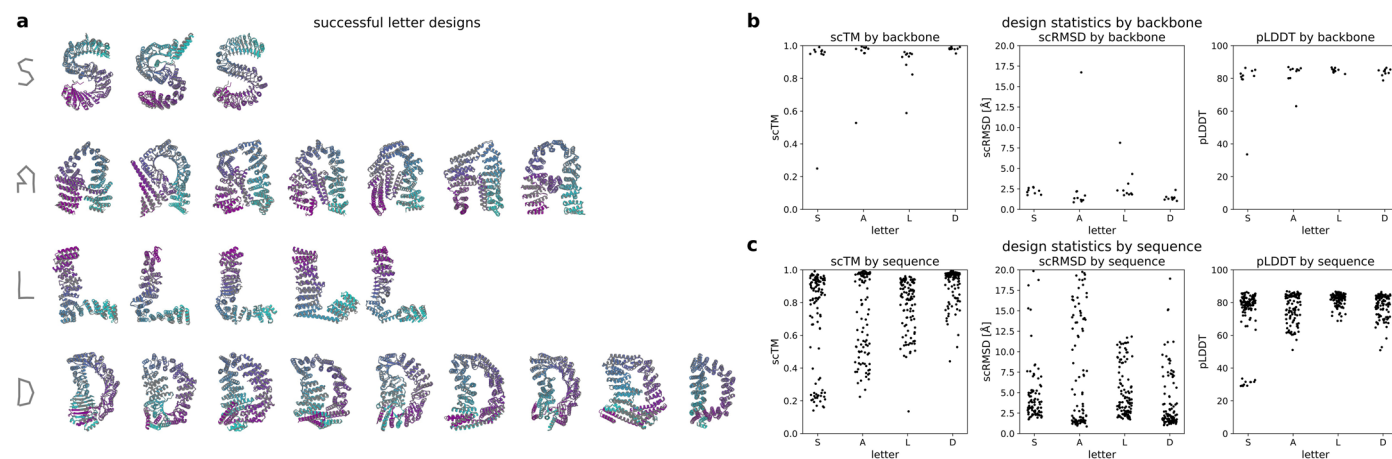 a
successful letter designs
S
A
L
D
b
design statistics by backbone
scTM by backbone
scRMSD by backbone
pLDDT by backbone
1.0
0.8
0.6
0.4
0.2
0.0
scTM
S A L D
letter
20.0
17.5
15.0
12.5
10.0
7.5
5.0
2.5
0.0
scRMSD [Å]
S A L D
letter
100
80
60
40
20
0
pLDDT
S A L D
letter
c
design statistics by sequence
scTM by sequence
scRMSD by sequence
pLDDT by sequence
1.0
0.8
0.6
0.4
0.2
0.0
scTM
S A L D
letter
20.0
17.5
15.0
12.5
10.0
7.5
5.0
2.5
0.0
scRMSD [Å]
S A L D
letter
100
80
60
40
20
0
pLDDT
S A L D
letter